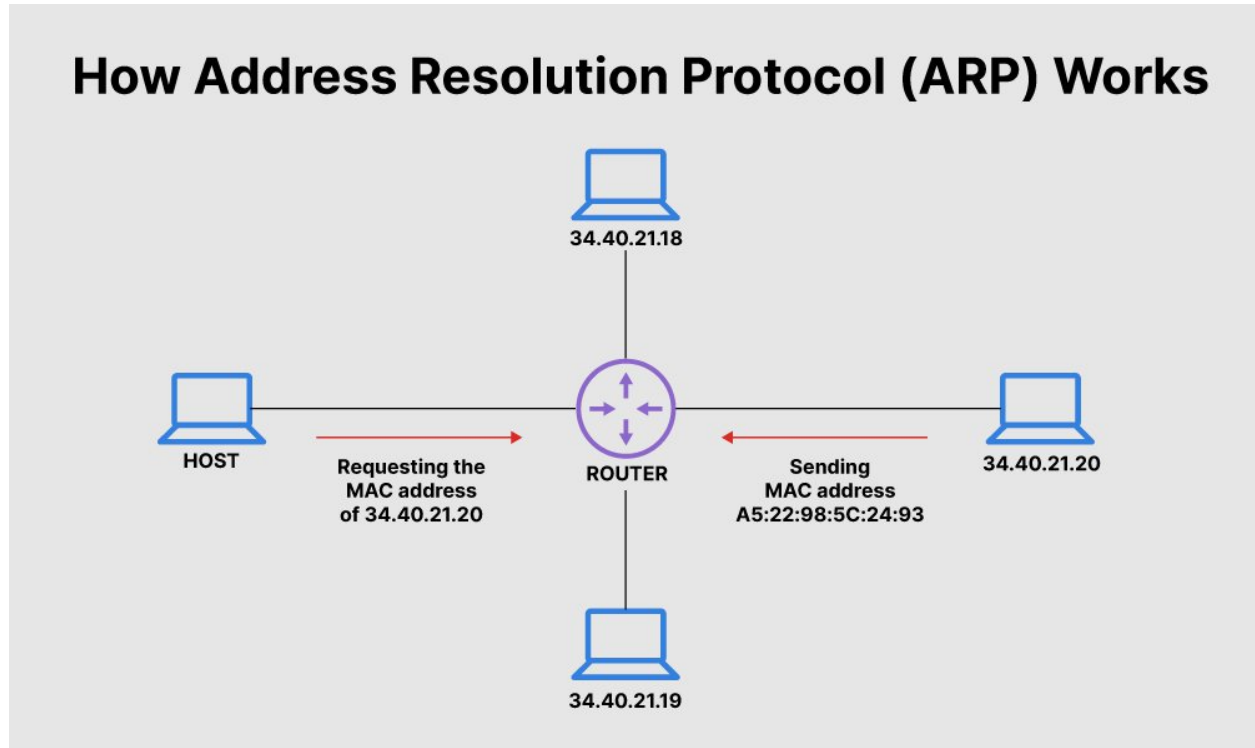 How Address Resolution Protocol (ARP) Works
34.40.21.18
HOST
Requesting the
MAC address
of 34.40.21.20
ROUTER
Sending
MAC address
A5:22:98:5C:24:93
34.40.21.20
34.40.21.19